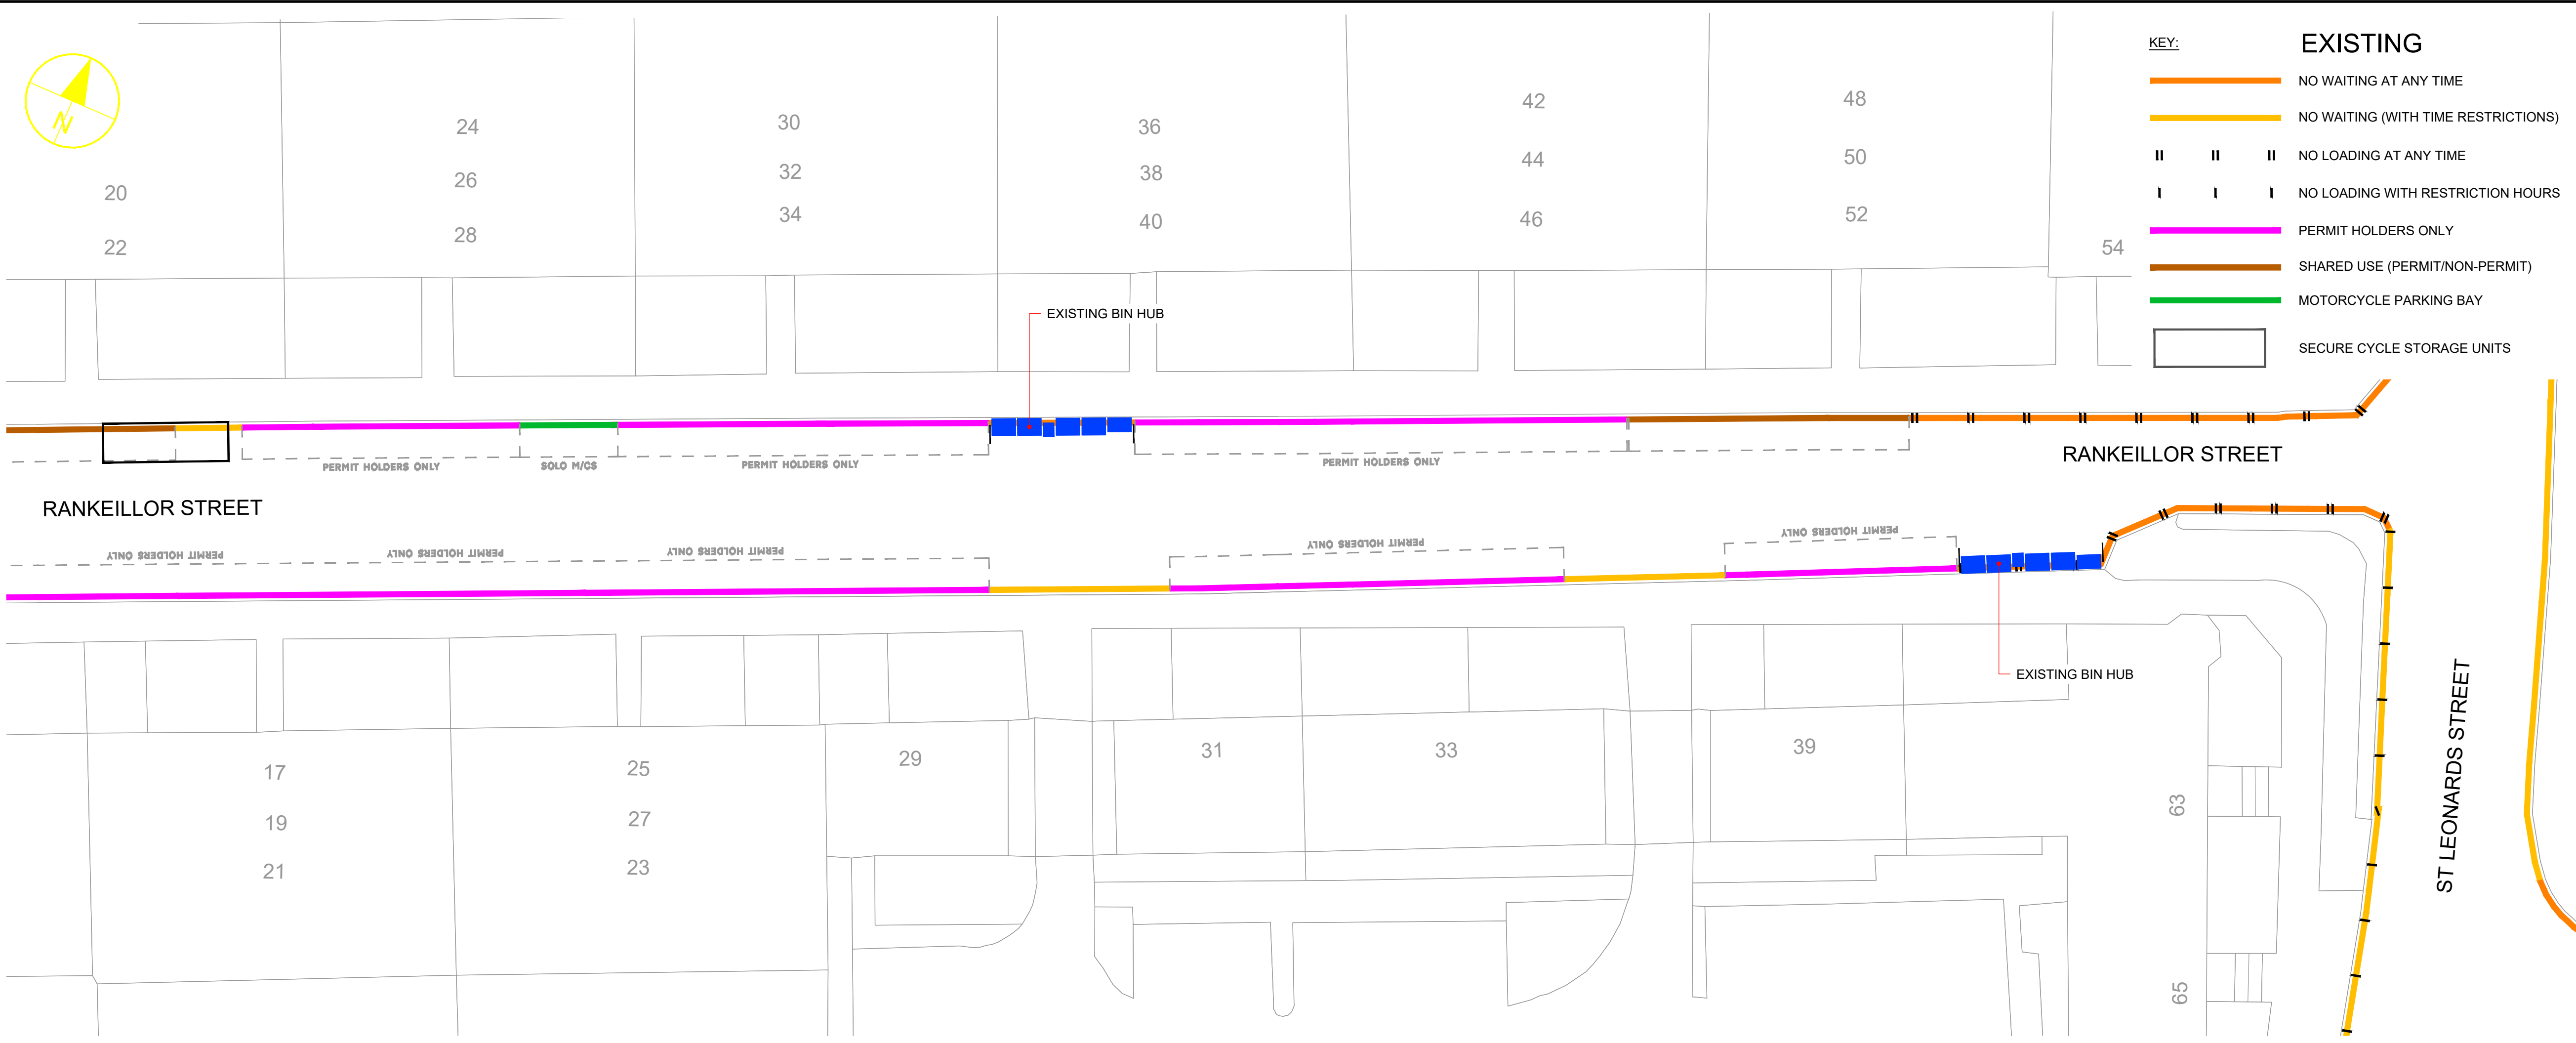 KEY:
EXISTING
NO WAITING AT ANY TIME
NO WAITING (WITH TIME RESTRICTIONS)
NO LOADING AT ANY TIME
NO LOADING WITH RESTRICTION HOURS
PERMIT HOLDERS ONLY
SHARED USE (PERMIT/NON-PERMIT)
MOTORCYCLE PARKING BAY
SECURE CYCLE STORAGE UNITS
N
20
22
24
26
28
30
32
34
36
38
40
42
44
46
48
50
52
54
EXISTING BIN HUB
PERMIT HOLDERS ONLY
SOLO M/CS
PERMIT HOLDERS ONLY
PERMIT HOLDERS ONLY
RANKEILLOR STREET
RANKEILLOR STREET
PERMIT HOLDERS ONLY
PERMIT HOLDERS ONLY
PERMIT HOLDERS ONLY
PERMIT HOLDERS ONLY
PERMIT HOLDERS ONLY
EXISTING BIN HUB
17
19
21
25
27
23
29
31
33
39
63
65
ST LEONARDS STREET